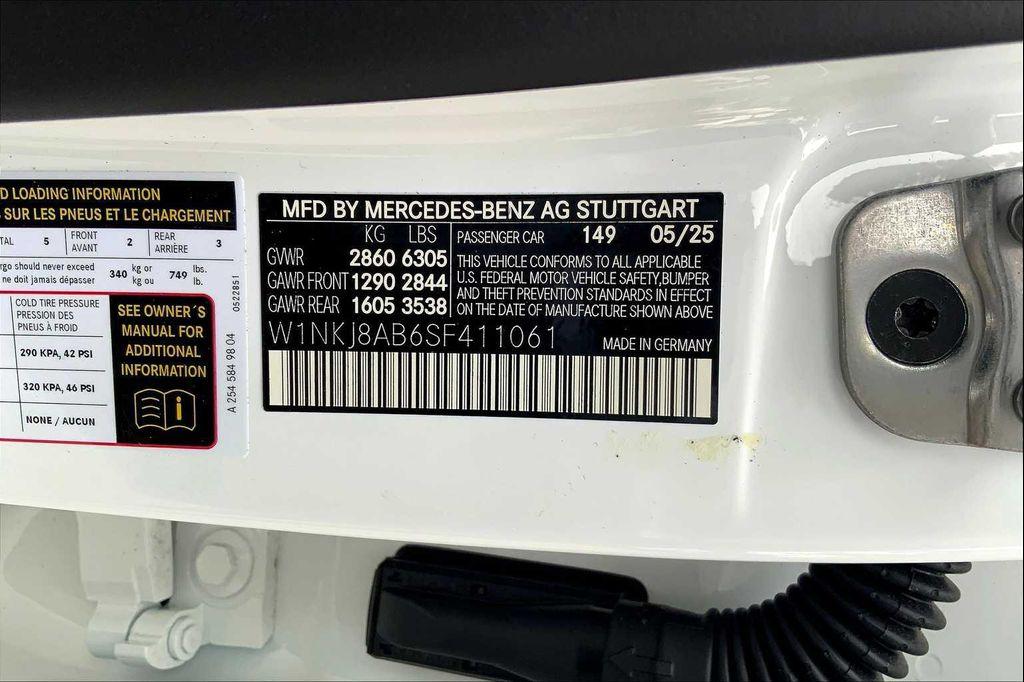 D LOADING INFORMATION
SUR LES PNEUS ET LE CHARGEMENT
TAL 5 FRONT AVANT 2 REAR ARRIÈRE 3
rgo should never exceed 340 kg or 749 lbs.
ne doit jamais dépasser kg ou lb.
COLD TIRE PRESSURE
PRESSION DES
PNEUS À FROID
290 KPA, 42 PSI
320 KPA, 46 PSI
NONE / AUCUN
SEE OWNER´S
MANUAL FOR
ADDITIONAL
INFORMATION
0522851
A 254 584 98 04
MFD BY MERCEDES-BENZ AG STUTTGART
KG LBS
GVWR 2860 6305
GAWR FRONT 1290 2844
GAWR REAR 1605 3538
PASSENGER CAR 149 05/25
THIS VEHICLE CONFORMS TO ALL APPLICABLE
U.S. FEDERAL MOTOR VEHICLE SAFETY,BUMPER
AND THEFT PREVENTION STANDARDS IN EFFECT
ON THE DATE OF MANUFACTURE SHOWN ABOVE
W1NKJ8AB6SF411061
MADE IN GERMANY